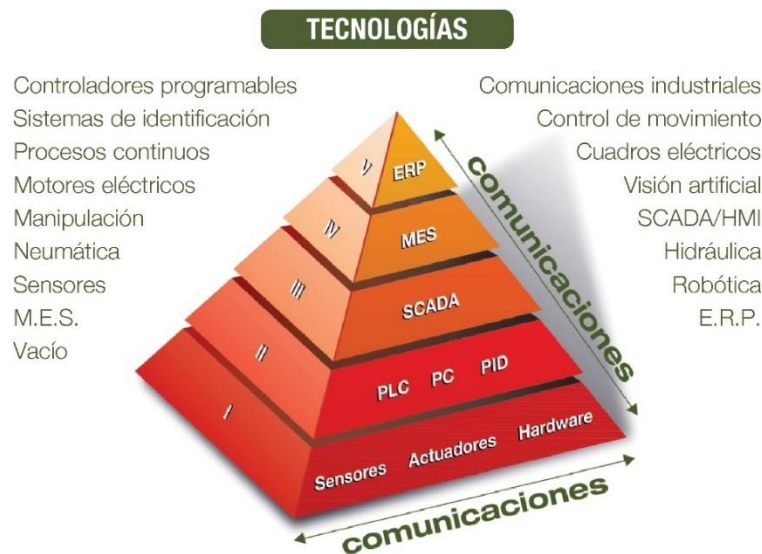 TECNOLOGÍAS
Controladores programables
Sistemas de identificación
Procesos continuos
Motores eléctricos
Manipulación
Neumática
Sensores
M.E.S.
Vacío
Comunicaciones industriales
Control de movimiento
Cuadros eléctricos
Visión artificial
SCADA/HMI
Hidráulica
Robótica
E.R.P.
V ERP
IV MES
III SCADA
II PLC PC PID
I Sensores Actuadores Hardware
comunicaciones
comunicaciones